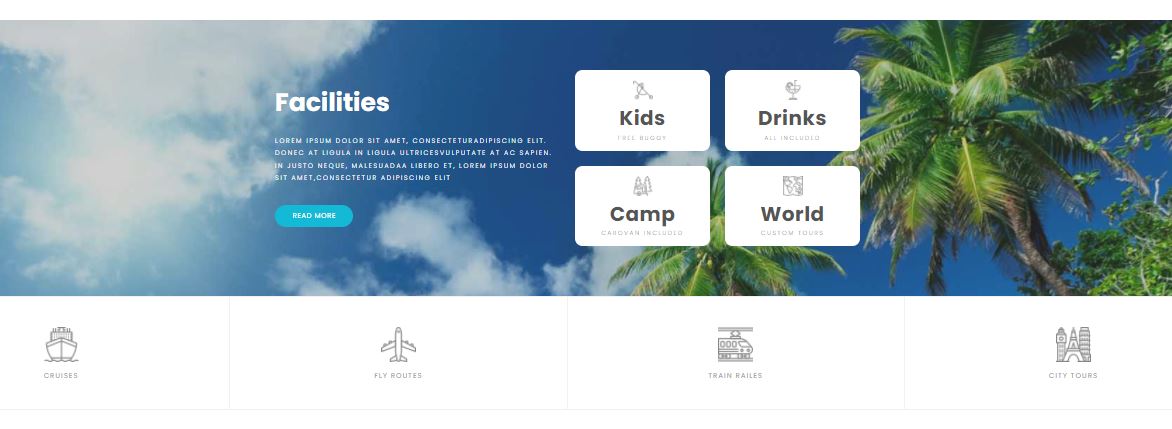 Facilities
LOREM IPSUM DOLOR SIT AMET, CONSECTETURADIPISCING ELIT.
DONEC AT LIGULA IN LIGULA ULTRICESVULPUTATE AT AC SAPIEN.
IN JUSTO NEQUE, MALESUADAA LIBERO ET, LOREM IPSUM DOLOR
SIT AMET,CONSECTETUR ADIPISCING ELIT
READ MORE
Kids
FREE BUGGY
Drinks
ALL INCLUDED
Camp
CAROVAN INCLUDED
World
CUSTOM TOURS
CRUISES
FLY ROUTES
TRAIN RAILES
CITY TOURS